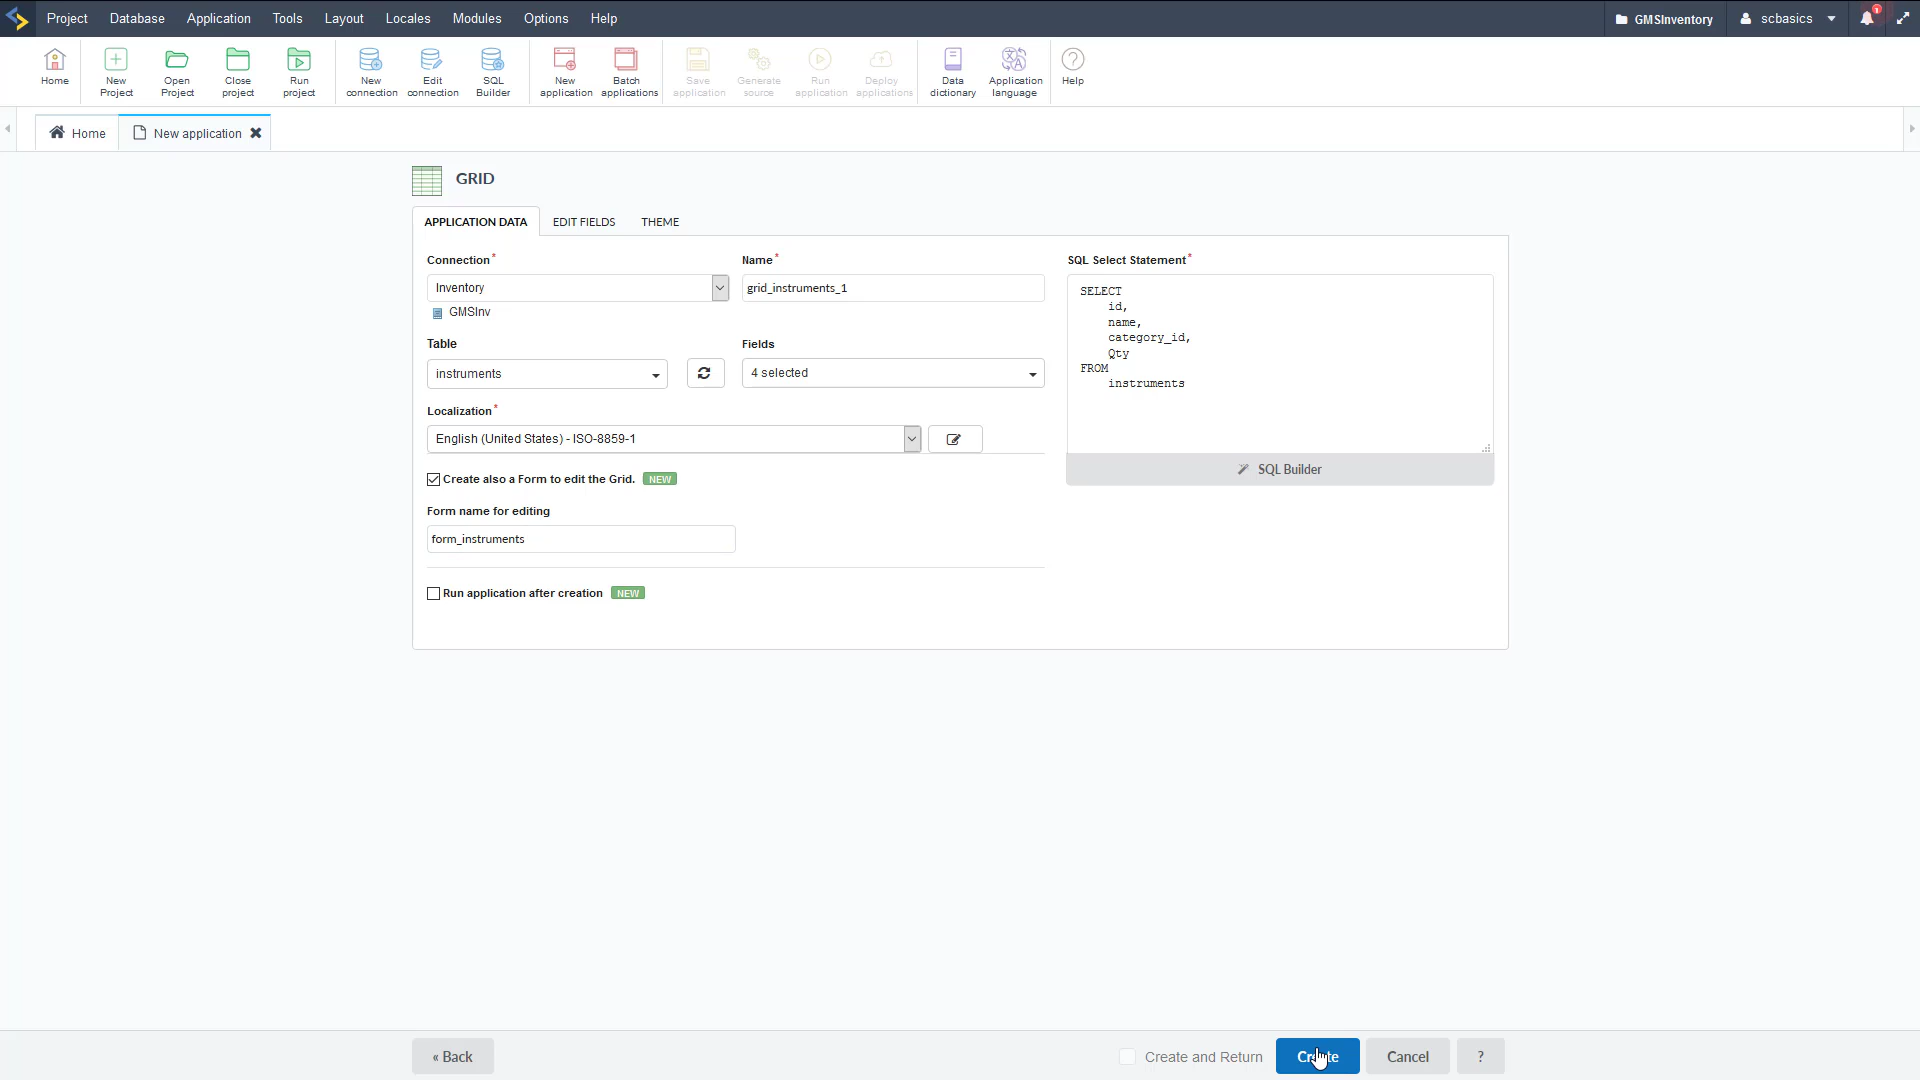 Project Database Application Tools Layout Locales Modules Options Help GMSInventory scbasics 1
Home New Project Open Project Close project Run project New connection Edit connection SQL Builder New application Batch applications Save application Generate source Run application Deploy applications Data dictionary Application language Help
Home New application
GRID
APPLICATION DATA EDIT FIELDS THEME
Connection* Name* SQL Select Statement*
Inventory grid_instruments_1
GMSInv
Table Fields
instruments 4 selected
SELECT
id,
name,
category_id,
Qty
FROM
instruments
Localization*
English (United States) - ISO-8859-1
SQL Builder
Create also a Form to edit the Grid. NEW
Form name for editing
form_instruments
Run application after creation NEW
« Back Create and Return Create Cancel ?